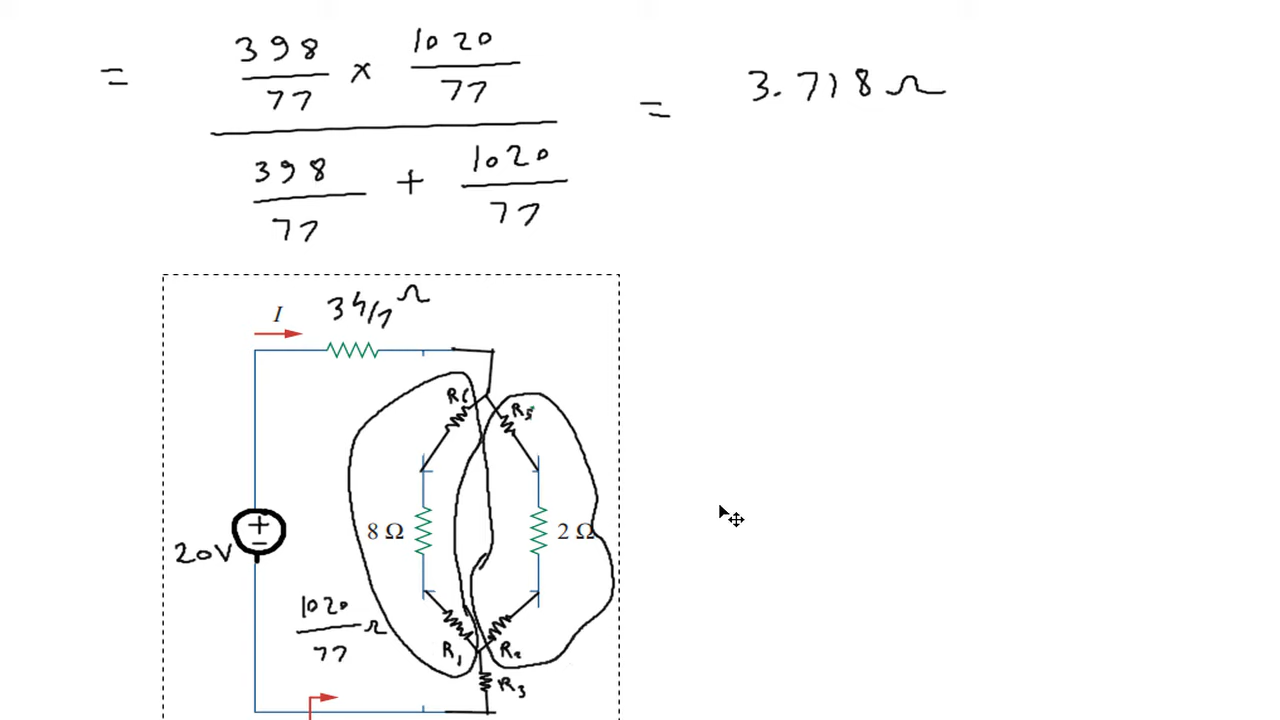 = 398/77 × 1020/77 = 3.718 Ω
398/77 + 1020/77
34/7 Ω
I
R6
R5
8 Ω
2 Ω
20V
+
−
1020/77 Ω
R1
R2
R3